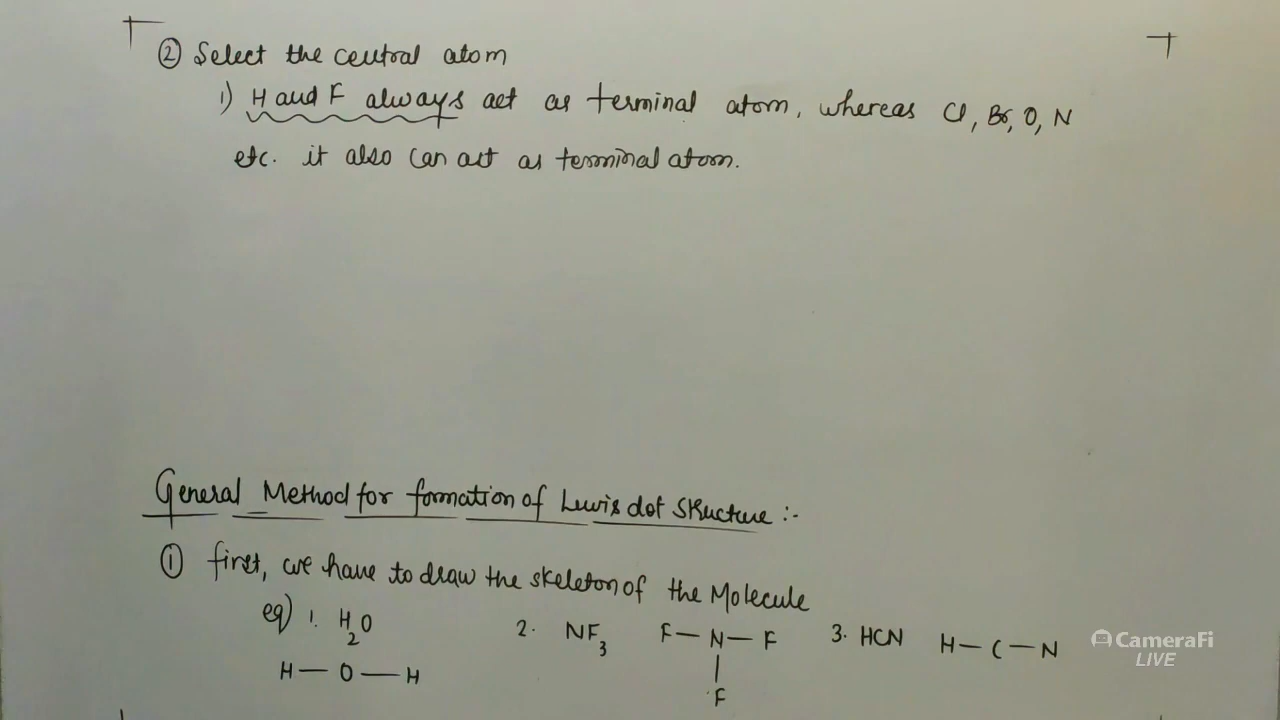 ② Select the central atom
1) H and F always act as terminal atom, whereas Cl, Br, O, N
etc. it also can act as terminal atom.
General Method for formation of Lewis dot structure :-
① first, we have to draw the skeleton of the Molecule
eg) 1. H2O 2. NF3 F—N—F 3. HCN H—C—N
H—O—H F
CameraFi
LIVE